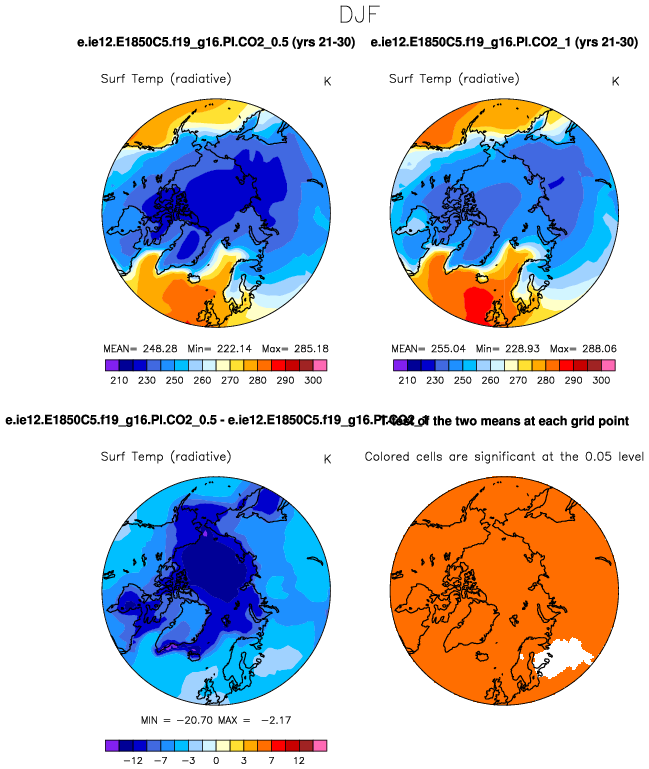 DJF
e.ie12.E1850C5.f19_g16.PI.CO2_0.5 (yrs 21-30)
e.ie12.E1850C5.f19_g16.PI.CO2_1 (yrs 21-30)
Surf Temp (radiative) K
Surf Temp (radiative) K
MEAN= 248.28 Min= 222.14 Max= 285.18
MEAN= 255.04 Min= 228.93 Max= 288.06
210 230 250 260 270 280 290 300
210 230 250 260 270 280 290 300
e.ie12.E1850C5.f19_g16.PI.CO2_0.5 - e.ie12.E1850C5.f19_g16.PI.CO2_1
T-Test of the two means at each grid point
Surf Temp (radiative) K
Colored cells are significant at the 0.05 level
MIN = -20.70 MAX = -2.17
-12 -7 -3 0 3 7 12